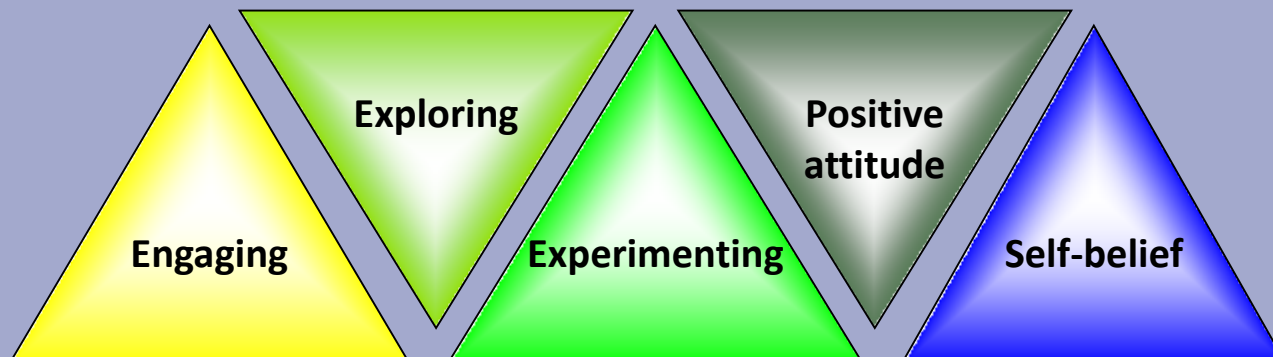 Engaging
Exploring
Experimenting
Positive
attitude
Self-belief